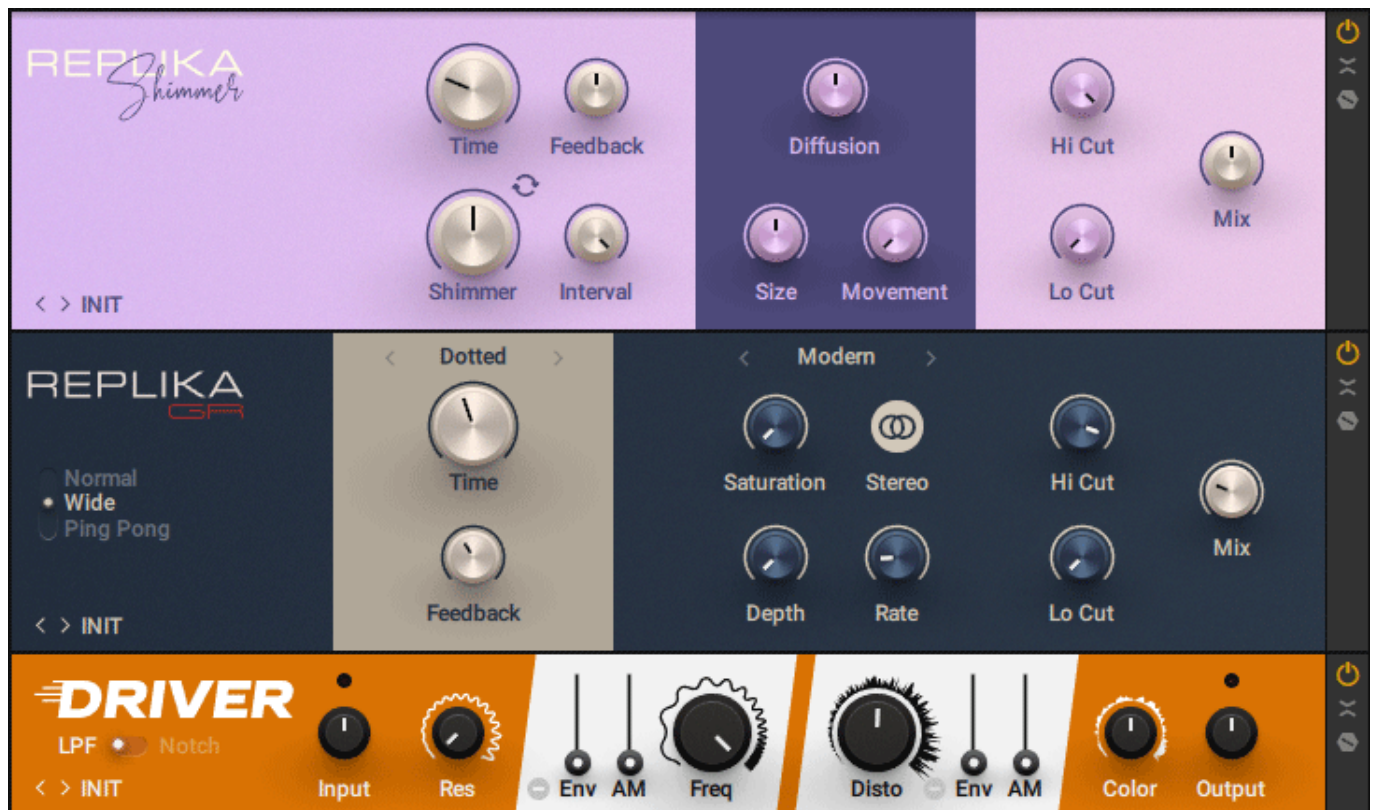 REPLIKA
Shimmer
Time
Feedback
Shimmer
Interval
Diffusion
Size
Movement
Hi Cut
Lo Cut
Mix
< > INIT
REPLIKA
GR
Normal
Wide
Ping Pong
< > INIT
< Dotted >
Time
Feedback
< Modern >
Saturation
Stereo
Depth
Rate
Hi Cut
Lo Cut
Mix
DRIVER
LPF Notch
< > INIT
Input
Res
Env AM Freq
Disto Env AM
Color
Output